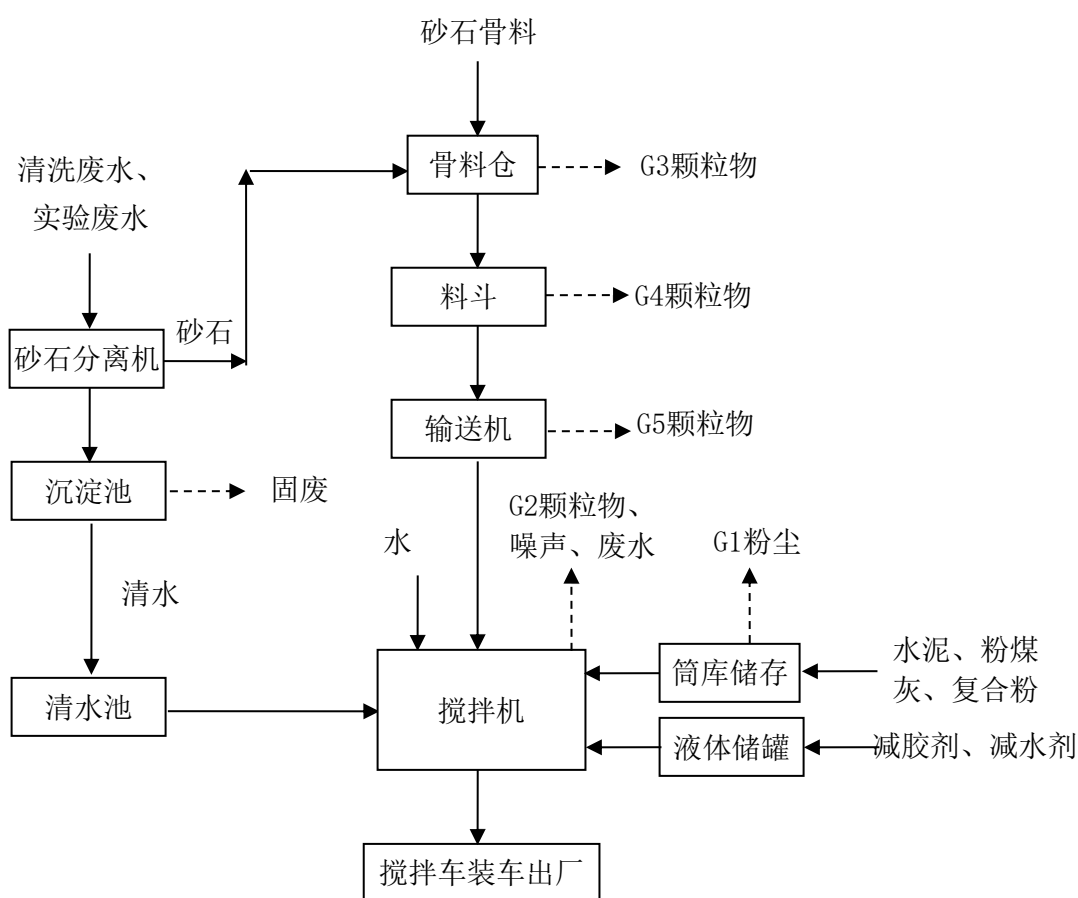 砂石骨料
骨料仓
G3颗粒物
清洗废水、
实验废水
料斗
G4颗粒物
砂石
砂石分离机
输送机
G5颗粒物
沉淀池
固废
G2颗粒物、
噪声、废水
G1粉尘
水
清水
水泥、粉煤
灰、复合粉
筒库储存
清水池
搅拌机
液体储罐
减胶剂、减水剂
搅拌车装车出厂